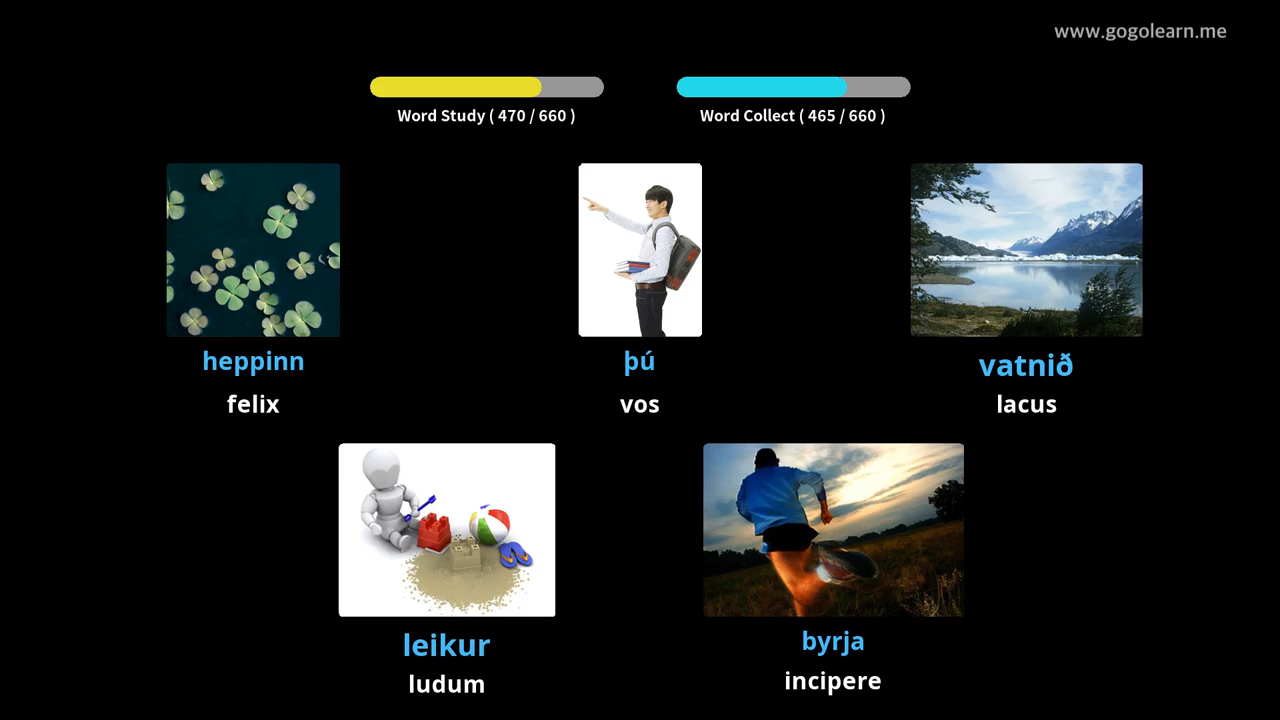 www.gogolearn.me
Word Study ( 470 / 660 )
Word Collect ( 465 / 660 )
heppinn
felix
þú
vos
vatnið
lacus
leikur
ludum
byrja
incipere